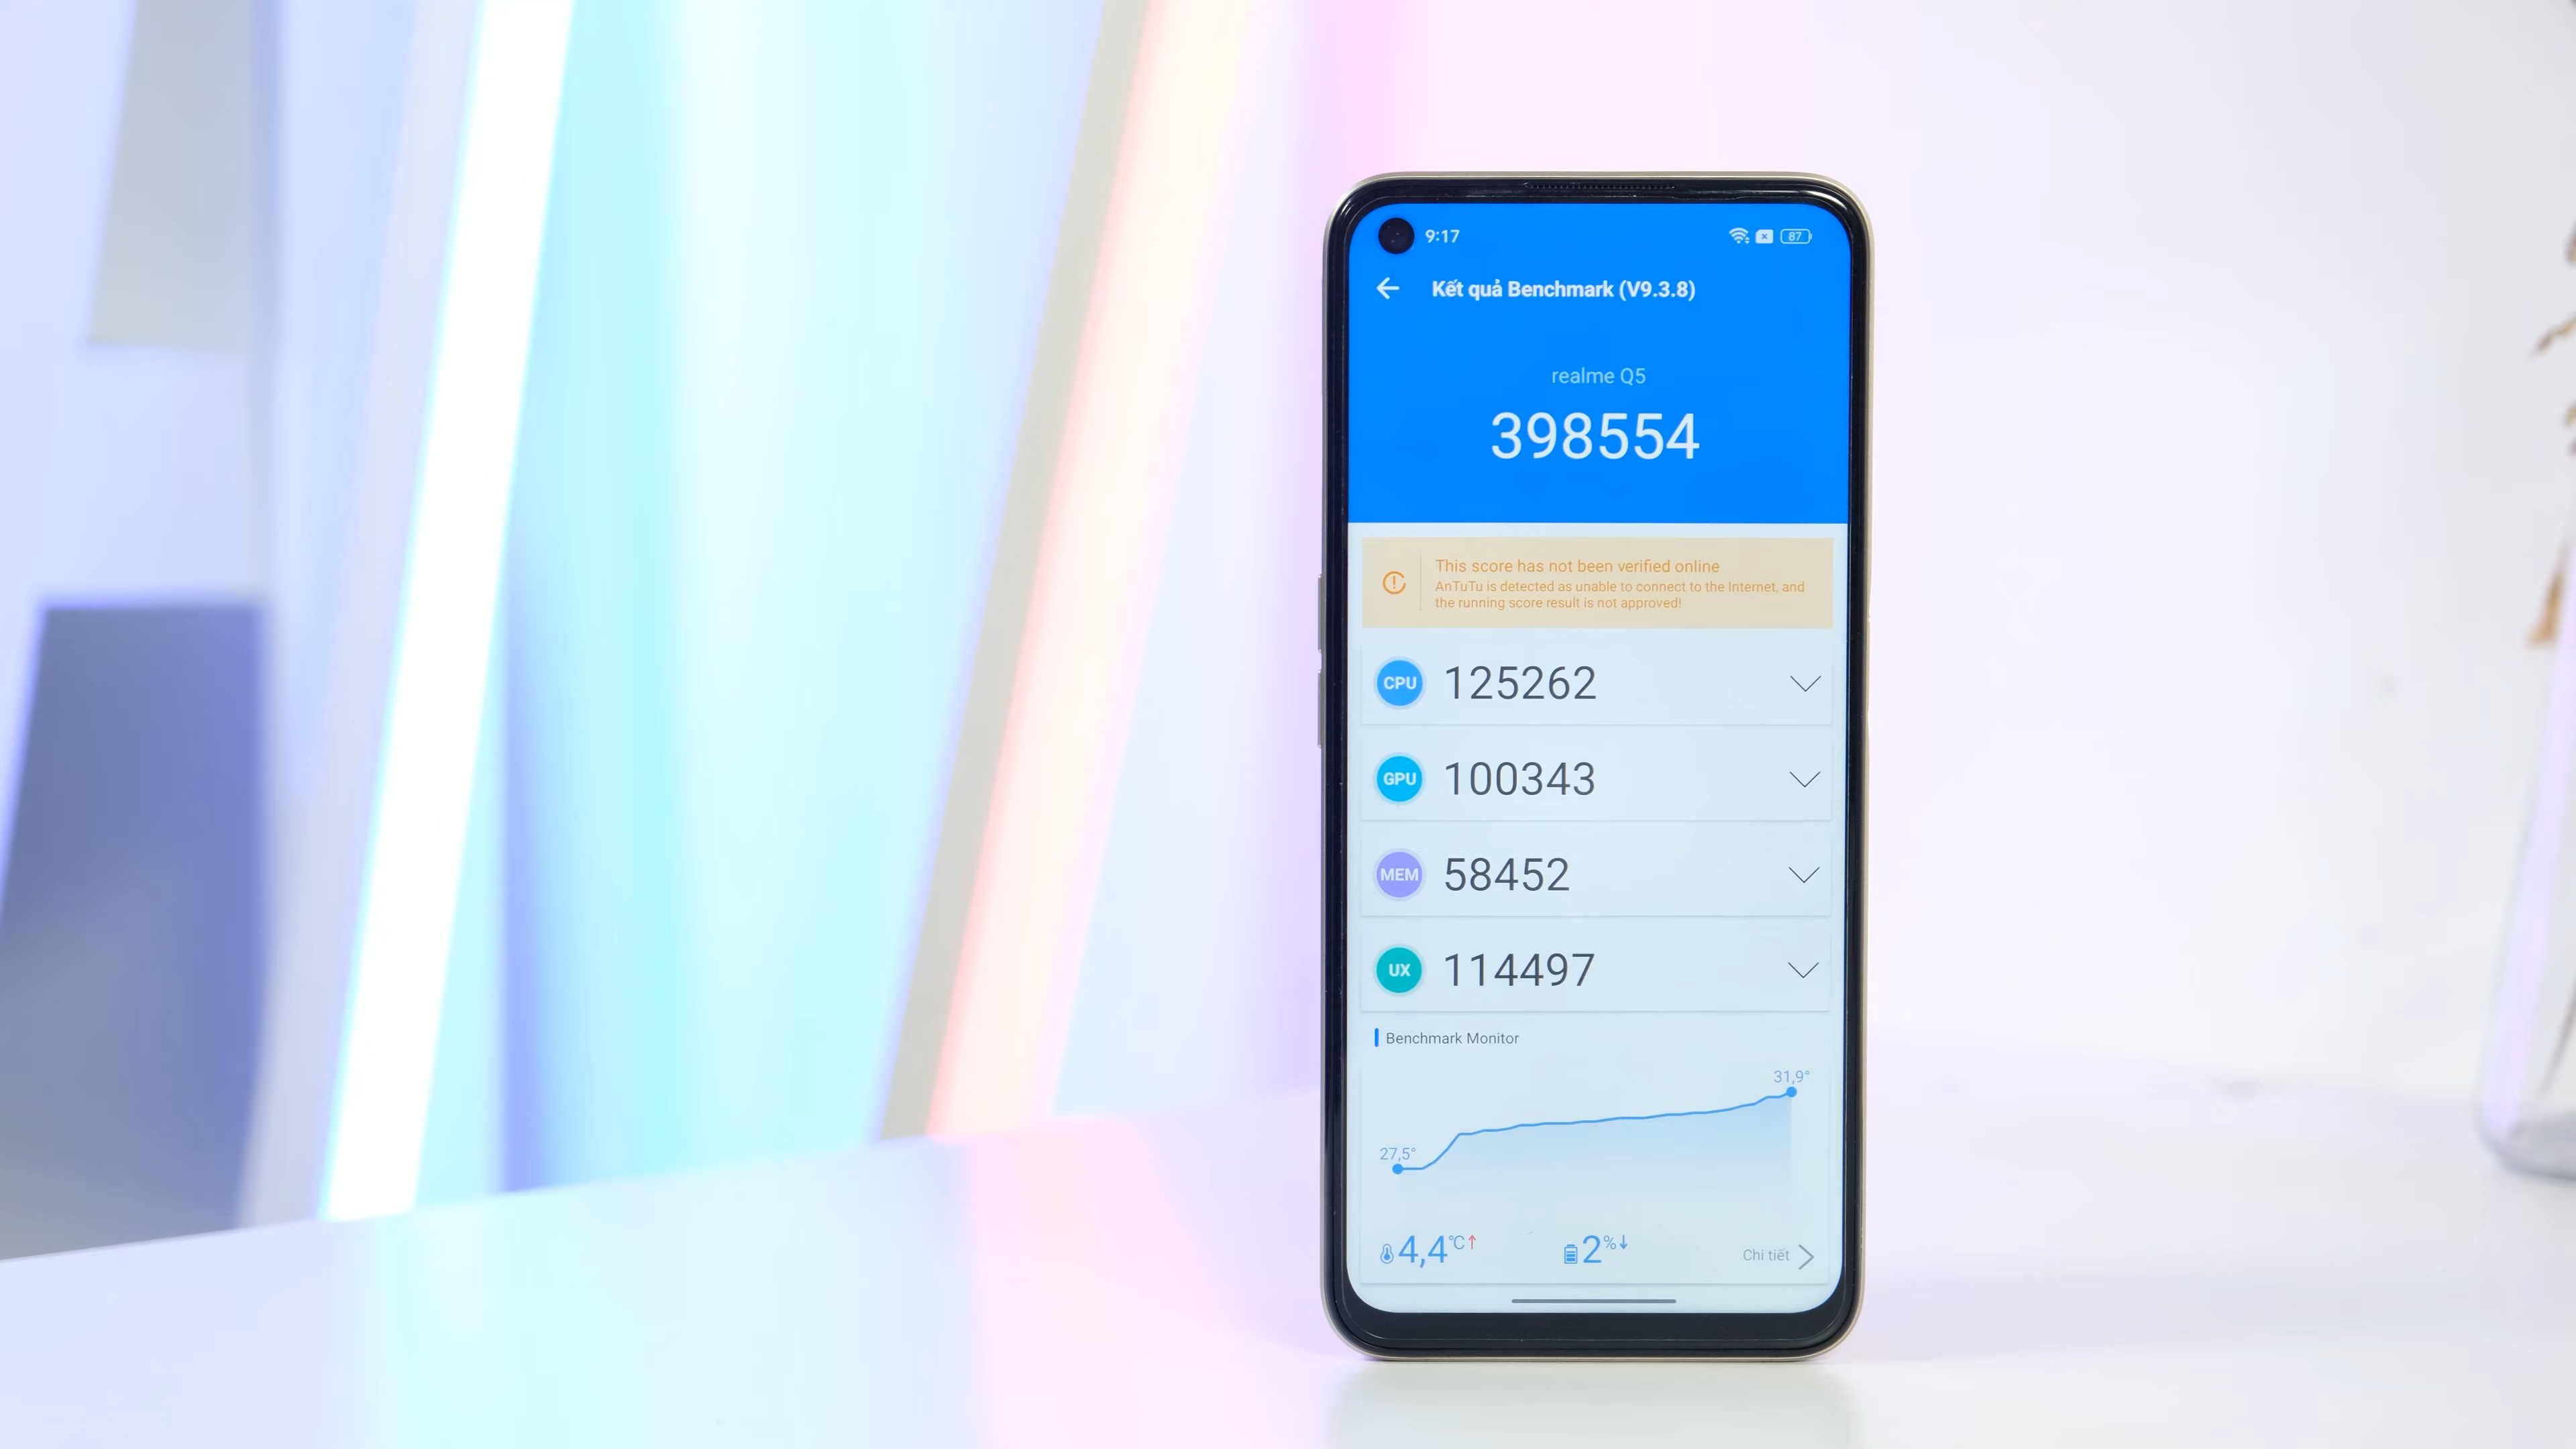 9:17
87
Kết quả Benchmark (V9.3.8)
realme Q5
398554
This score has not been verified online
AnTuTu is detected as unable to connect to the Internet, and
the running score result is not approved!
CPU 125262
GPU 100343
MEM 58452
UX 114497
Benchmark Monitor
31,9°
27,5°
4,4℃↑ 2%↓ Chi tiết